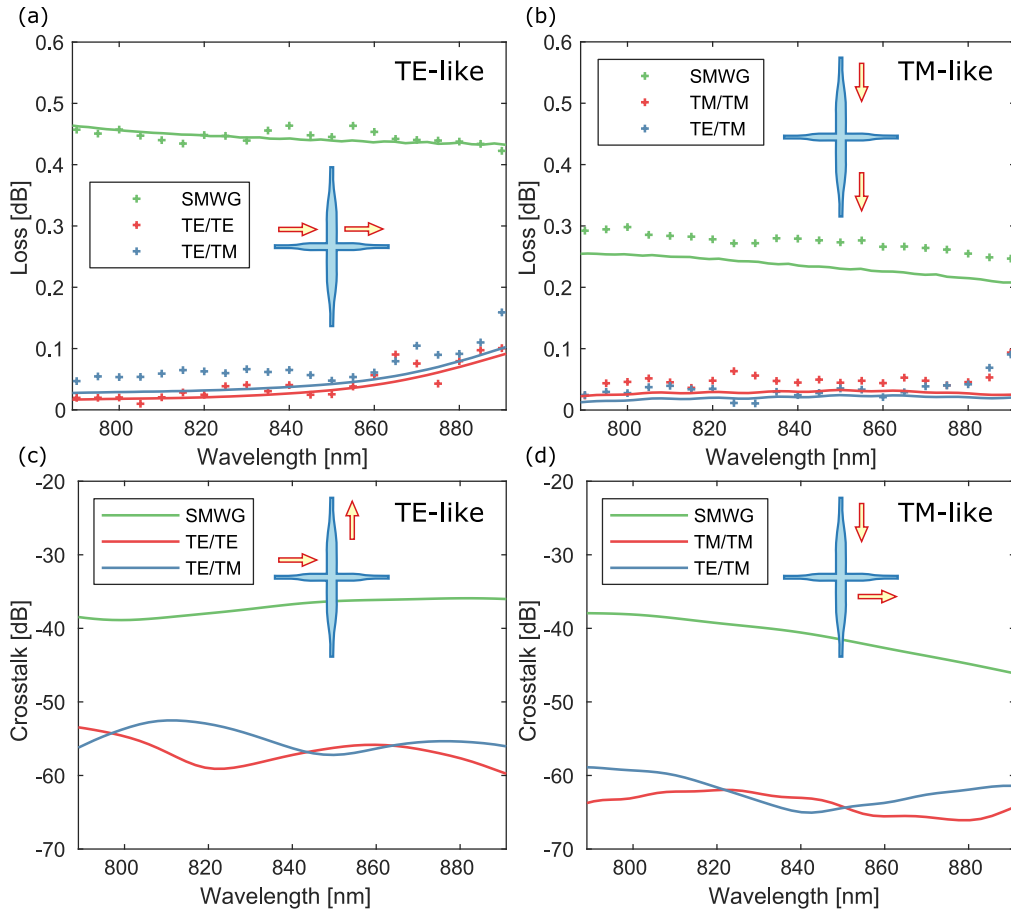 (a)
0.6
0.5
0.4
0.3
0.2
0.1
0
Loss [dB]
TE-like
SMWG
TE/TE
TE/TM
800
820
840
860
880
Wavelength [nm]
(b)
0.6
0.5
0.4
0.3
0.2
0.1
0
Loss [dB]
TM-like
SMWG
TM/TM
TE/TM
800
820
840
860
880
Wavelength [nm]
(c)
-20
-30
-40
-50
-60
-70
Crosstalk [dB]
TE-like
SMWG
TE/TE
TE/TM
800
820
840
860
880
Wavelength [nm]
(d)
-20
-30
-40
-50
-60
-70
Crosstalk [dB]
TM-like
SMWG
TM/TM
TE/TM
800
820
840
860
880
Wavelength [nm]